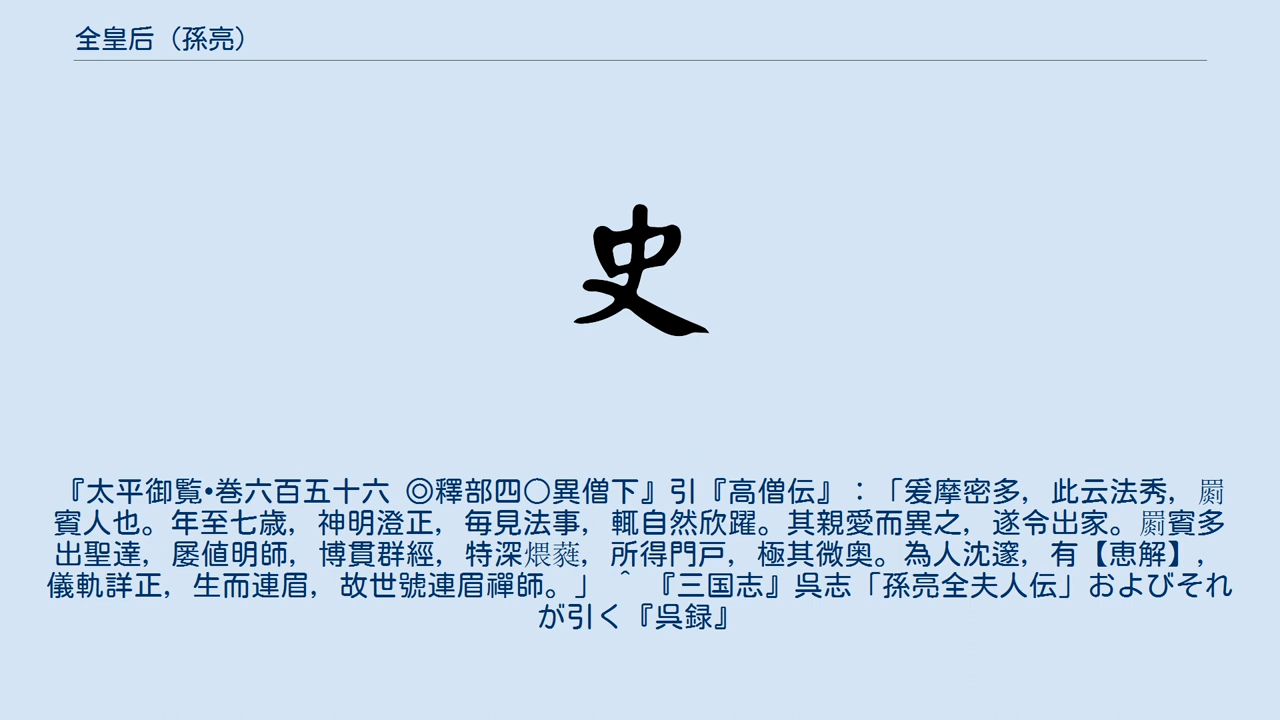 全皇后（孫亮）
史
『太平御覧•巻六百五十六 ◎釋部四〇異僧下』引『高僧伝』：「爰摩密多，此云法秀，罽
賓人也。年至七歳，神明澄正，毎見法事，輒自然欣躍。其親愛而異之，遂令出家。罽賓多
出聖達，屡値明師，博貫群經，特深煨蕤，所得門戸，極其微奥。為人沈邃，有【恵解】，
儀軌詳正，生而連眉，故世號連眉禪師。」 ^ 『三国志』呉志「孫亮全夫人伝」およびそれ
が引く『呉録』